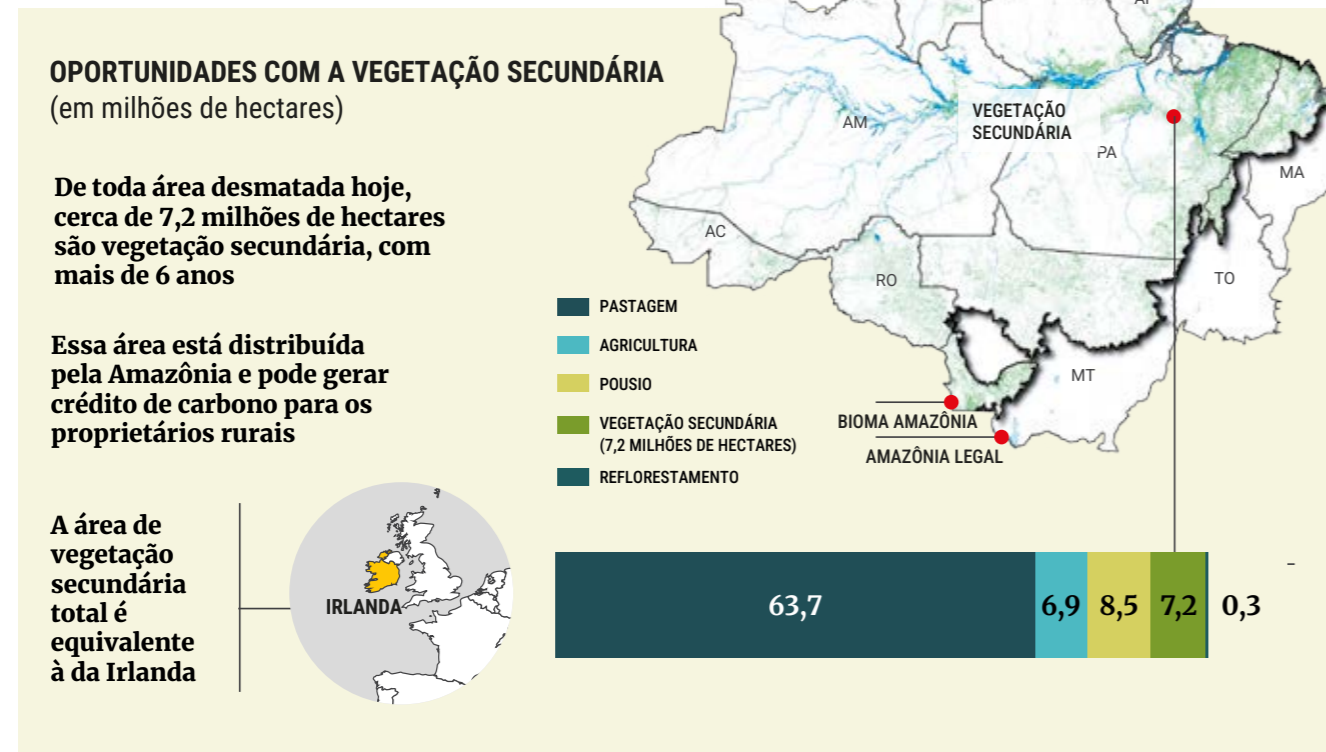 OPORTUNIDADES COM A VEGETAÇÃO SECUNDÁRIA
(em milhões de hectares)
De toda área desmatada hoje,
cerca de 7,2 milhões de hectares
são vegetação secundária, com
mais de 6 anos
Essa área está distribuída
pela Amazônia e pode gerar
crédito de carbono para os
proprietários rurais
A área de
vegetação
secundária
total é
equivalente
à da Irlanda
IRLANDA
AM
VEGETAÇÃO
SECUNDÁRIA
PA
MA
AC
RO
TO
MT
BIOMA AMAZÔNIA
AMAZÔNIA LEGAL
PASTAGEM
AGRICULTURA
POUSIO
VEGETAÇÃO SECUNDÁRIA
(7,2 MILHÕES DE HECTARES)
REFLORESTAMENTO
63,7 6,9 8,5 7,2 0,3